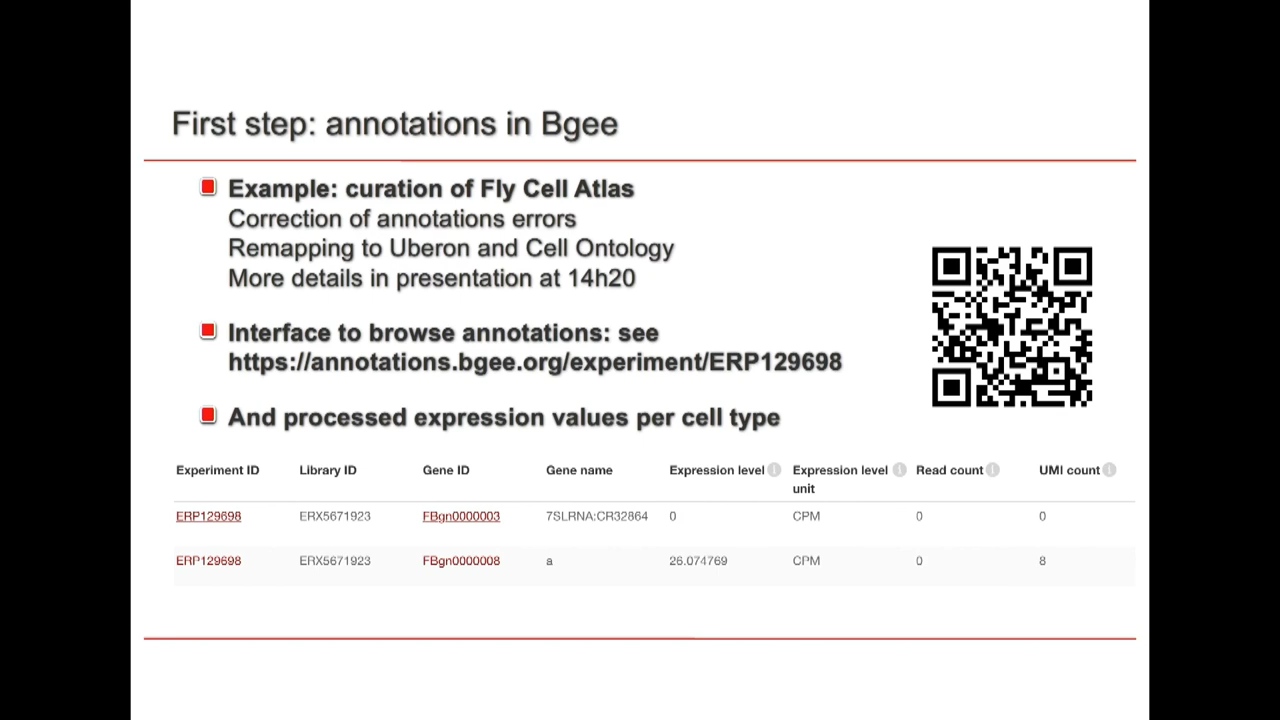 First step: annotations in Bgee
Example: curation of Fly Cell Atlas
Correction of annotations errors
Remapping to Uberon and Cell Ontology
More details in presentation at 14h20
Interface to browse annotations: see
https://annotations.bgee.org/experiment/ERP129698
And processed expression values per cell type
Experiment ID Library ID Gene ID Gene name Expression level Expression level unit Read count UMI count
ERP129698 ERX5671923 FBgn0000003 7SLRNA:CR32864 0 CPM 0 0
ERP129698 ERX5671923 FBgn0000008 a 26.074769 CPM 0 8